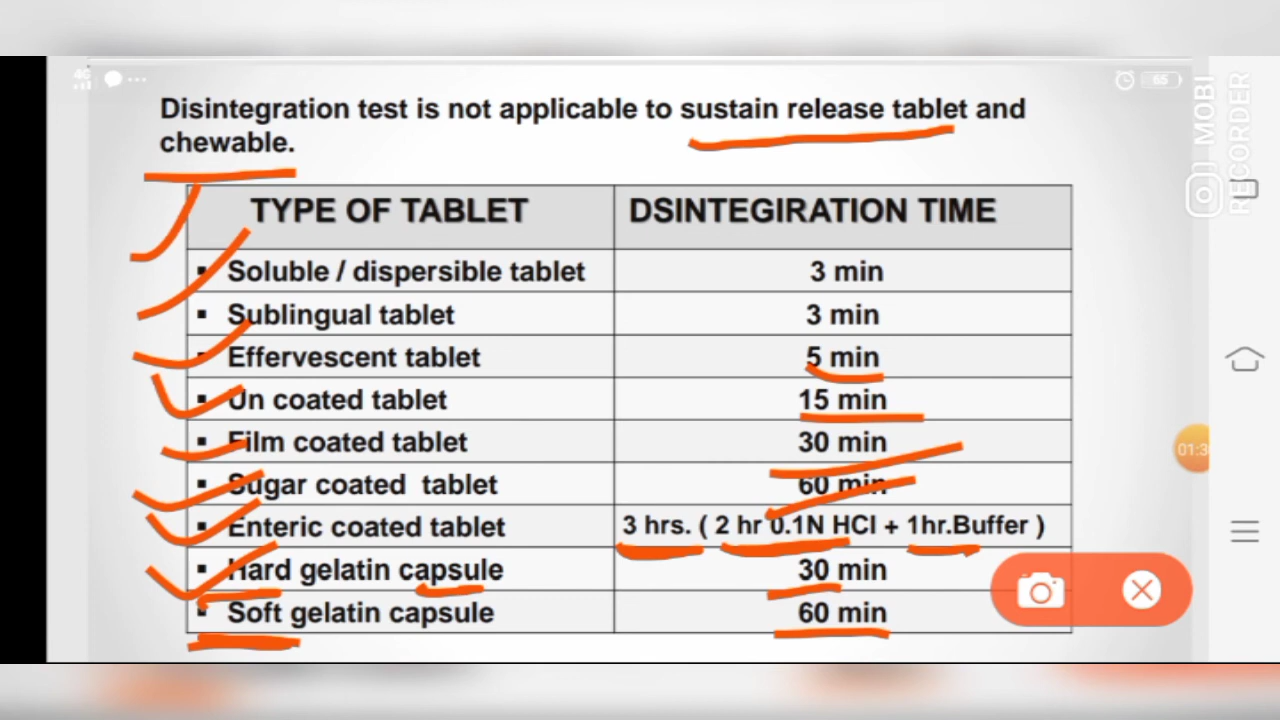 4G
65
MOBI
RECORDER
Disintegration test is not applicable to sustain release tablet and
chewable.
TYPE OF TABLET DSINTEGIRATION TIME
▪ Soluble / dispersible tablet 3 min
▪ Sublingual tablet 3 min
▪ Effervescent tablet 5 min
▪ Un coated tablet 15 min
▪ Film coated tablet 30 min
▪ Sugar coated tablet 60 min
▪ Enteric coated tablet 3 hrs. ( 2 hr 0.1N HCl + 1hr.Buffer )
▪ Hard gelatin capsule 30 min
▪ Soft gelatin capsule 60 min